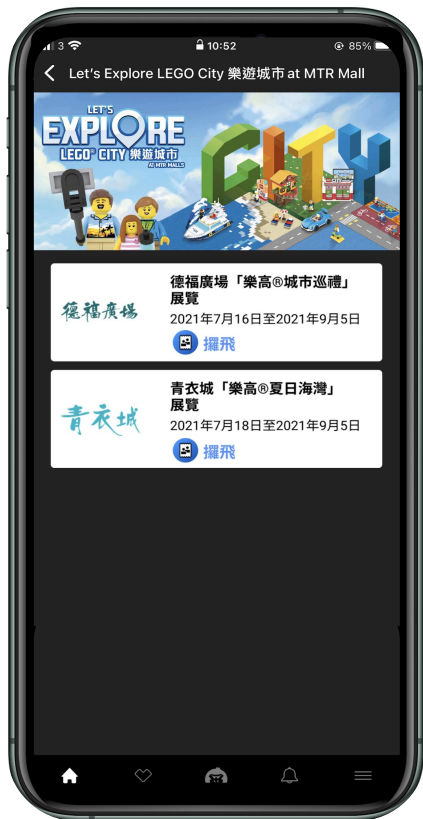 3
10:52
85%
Let's Explore LEGO City 樂遊城市 at MTR Mall
LET'S
EXPLORE
LEGO® CITY 樂遊城市
AT MTR MALLS
CITY
德福廣場
德福廣場「樂高®城市巡禮」
展覽
2021年7月16日至2021年9月5日
攞飛
青衣城
青衣城「樂高®夏日海灣」
展覽
2021年7月18日至2021年9月5日
攞飛